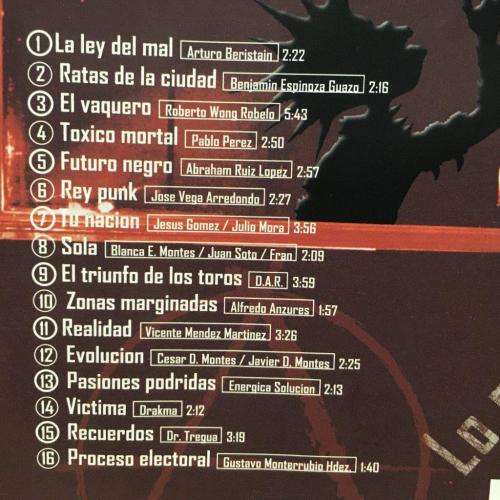 1 La ley del mal Arturo Beristain 2:22
2 Ratas de la ciudad Benjamin Espinoza Guazo 2:16
3 El vaquero Roberto Wong Robelo 5:43
4 Toxico mortal Pablo Perez 2:50
5 Futuro negro Abraham Ruiz Lopez 2:57
6 Rey punk Jose Vega Arredondo 2:27
7 Tu nacion Jesus Gomez / Julio Mora 3:56
8 Sola Blanca E. Montes / Juan Soto / Fran 2:09
9 El triunfo de los toros D.A.R. 3:59
10 Zonas marginadas Alfredo Anzures 1:57
11 Realidad Vicente Mendez Martinez 3:26
12 Evolucion Cesar D. Montes / Javier D. Montes 2:25
13 Pasiones podridas Energica Solucion 2:13
14 Victima Drakma 2:12
15 Recuerdos Dr. Tregua 3:19
16 Proceso electoral Gustavo Monterrubio Hdez. 1:40
Lo